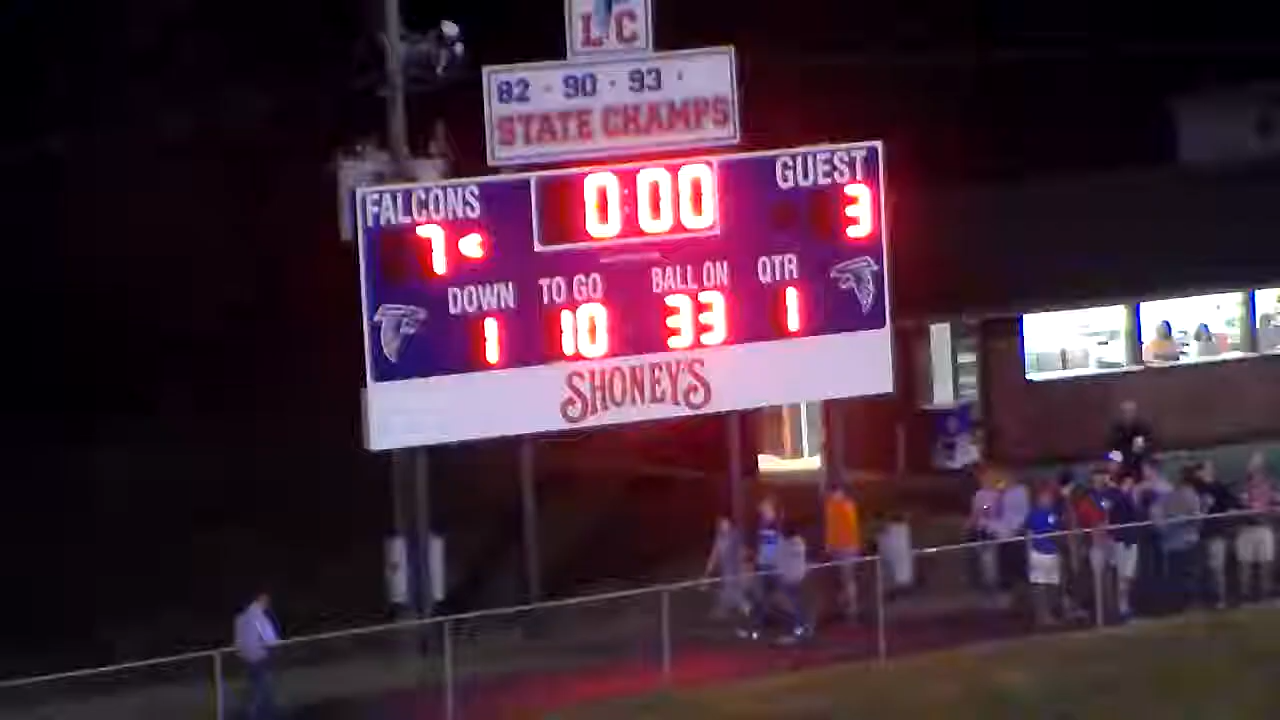 LC
82 · 90 · 93 ·
STATE CHAMPS
FALCONS 0:00 GUEST
7 3
DOWN TO GO BALL ON QTR
1 10 33 1
SHONEY'S